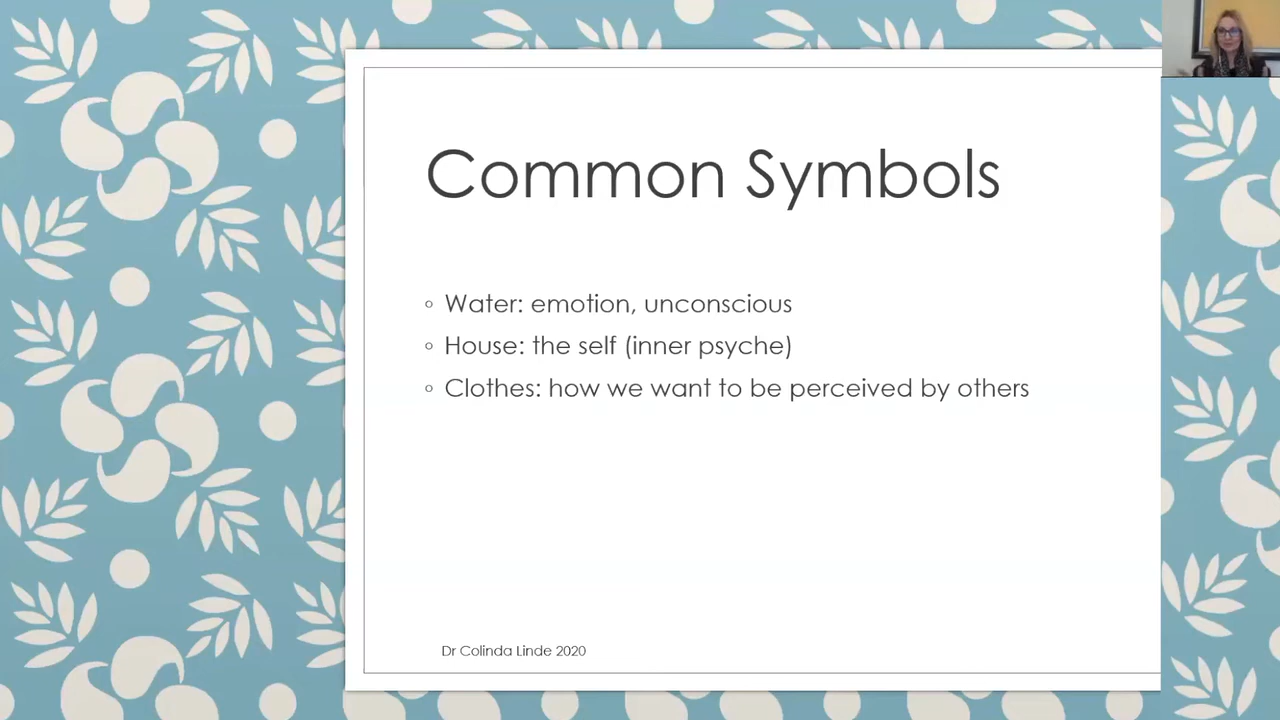 Common Symbols
Water: emotion, unconscious
House: the self (inner psyche)
Clothes: how we want to be perceived by others
Dr Colinda Linde 2020